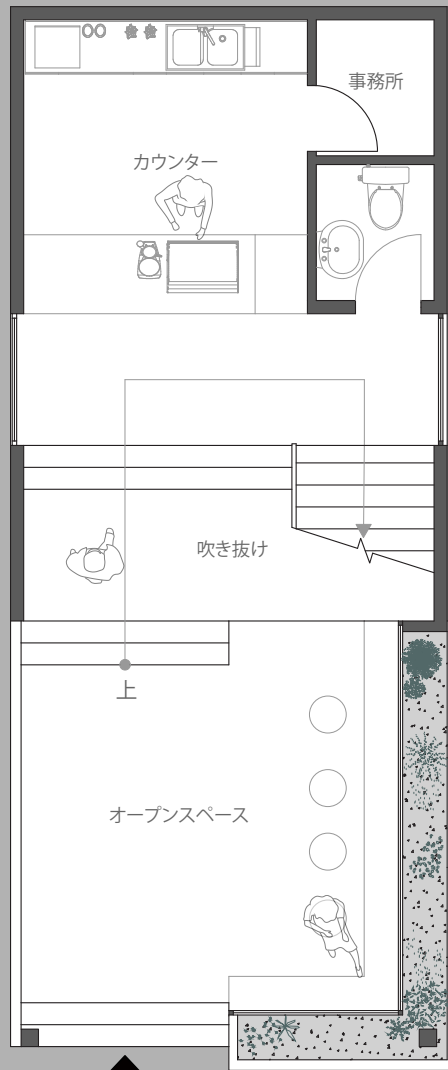 事務所
カウンター
吹き抜け
上
オープンスペース